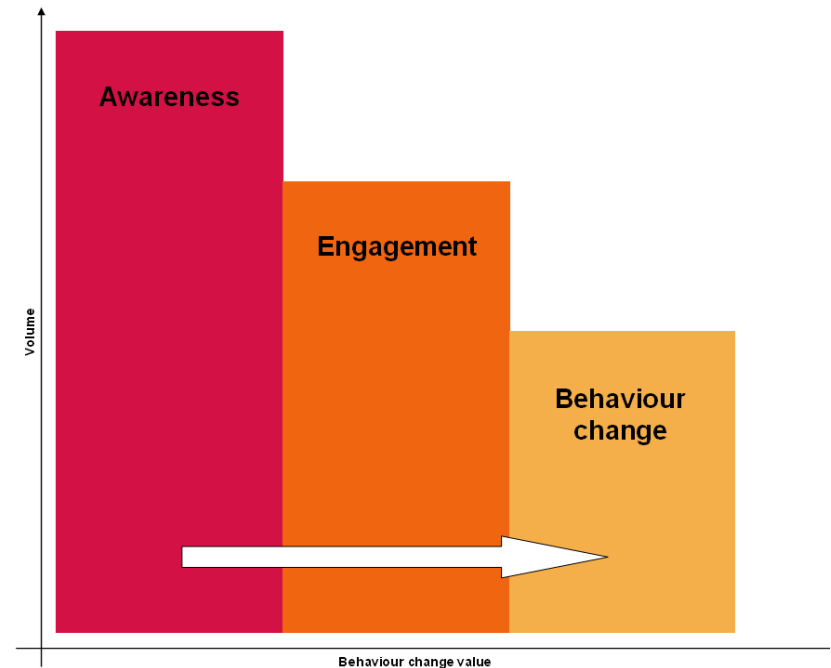 Awareness
Engagement
Behaviour
change
Volume
Behaviour change value